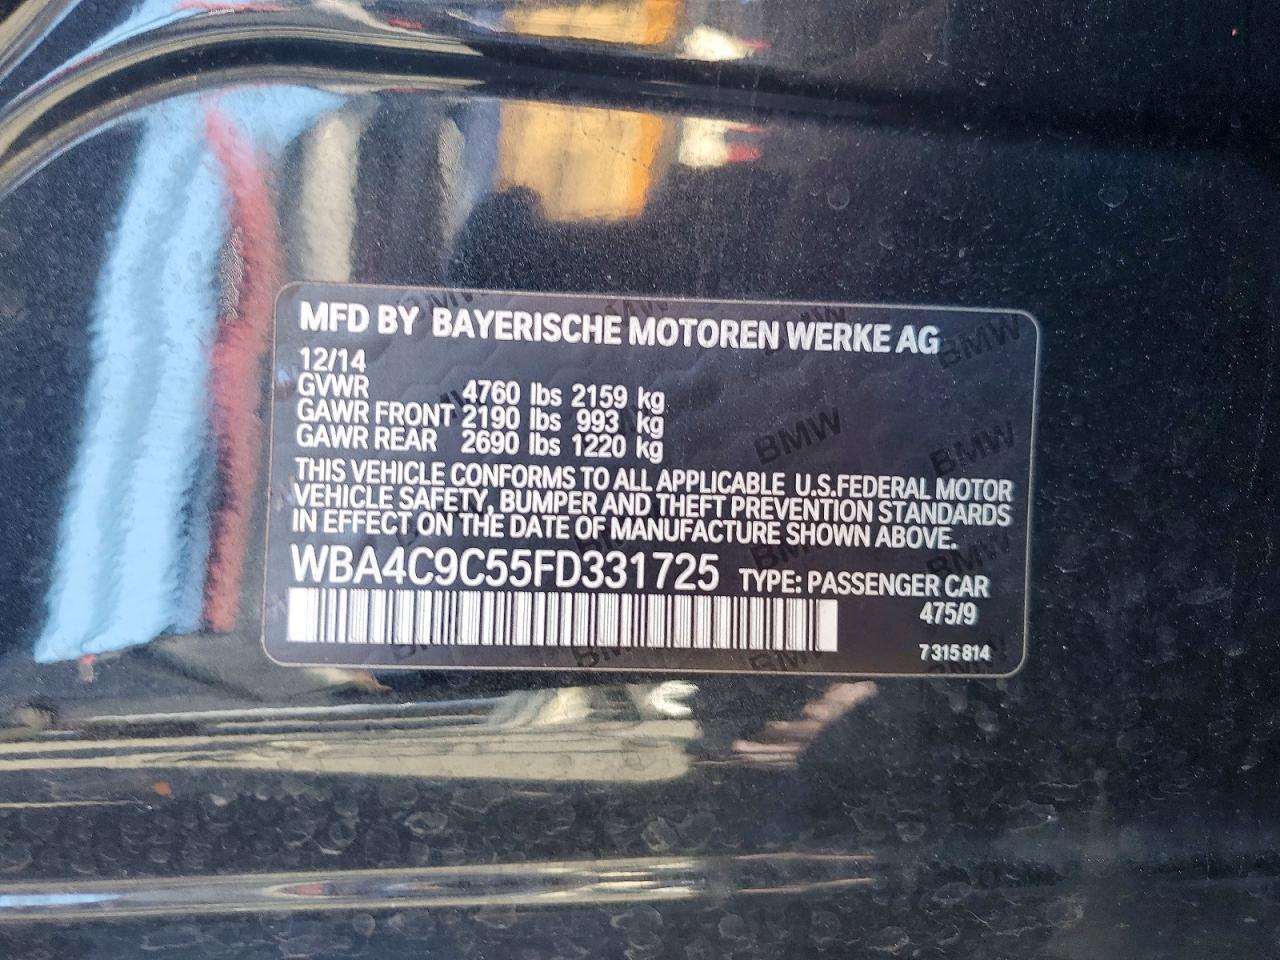 MFD BY BAYERISCHE MOTOREN WERKE AG
12/14
GVWR 4760 lbs 2159 kg
GAWR FRONT 2190 lbs 993 kg
GAWR REAR 2690 lbs 1220 kg
THIS VEHICLE CONFORMS TO ALL APPLICABLE U.S.FEDERAL MOTOR
VEHICLE SAFETY, BUMPER AND THEFT PREVENTION STANDARDS
IN EFFECT ON THE DATE OF MANUFACTURE SHOWN ABOVE.
WBA4C9C55FD331725 TYPE: PASSENGER CAR
475/9
7 315 814
BMW
BMW
BMW